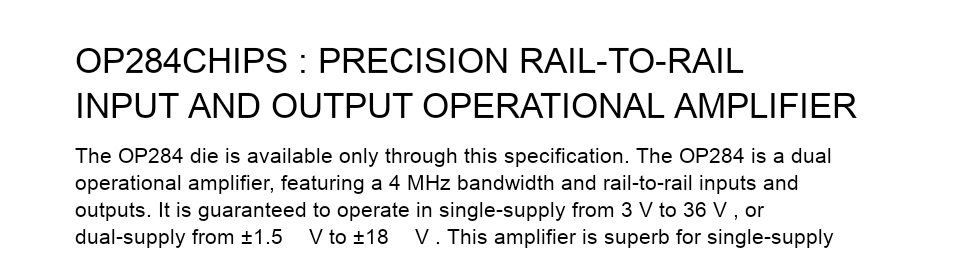 OP284CHIPS : PRECISION RAIL-TO-RAIL
INPUT AND OUTPUT OPERATIONAL AMPLIFIER
The OP284 die is available only through this specification. The OP284 is a dual
operational amplifier, featuring a 4 MHz bandwidth and rail-to-rail inputs and
outputs. It is guaranteed to operate in single-supply from 3 V to 36 V , or
dual-supply from ±1.5 V to ±18 V . This amplifier is superb for single-supply